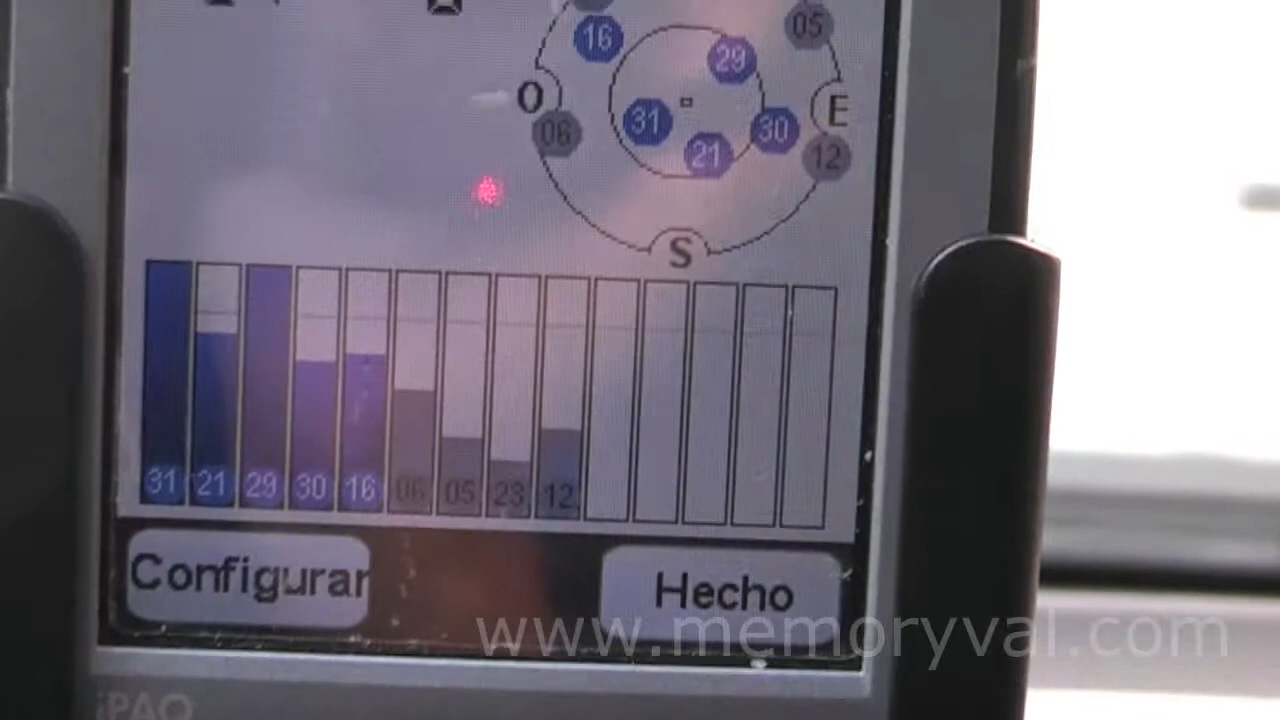 16
05
29
O
E
31
30
06
21
12
S
31 21 29 30 16 06 05 23 12
Configurar
Hecho
www.memoryval.com
iPAQ